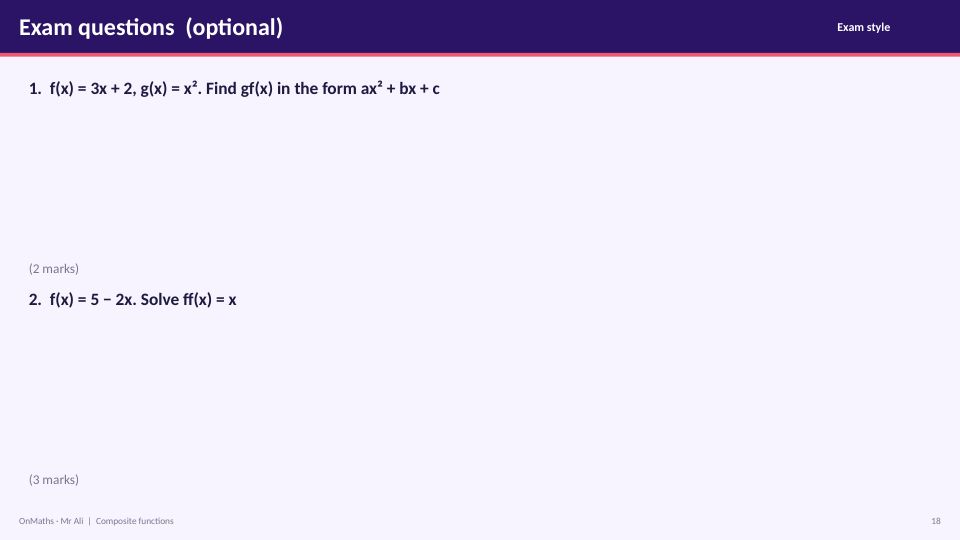 Exam questions  (optional)
Exam style
1.  f(x) = 3x + 2, g(x) = x². Find gf(x) in the form ax² + bx + c
(2 marks)
2.  f(x) = 5 − 2x. Solve ff(x) = x
(3 marks)
OnMaths - Mr Ali  |  Composite functions
18